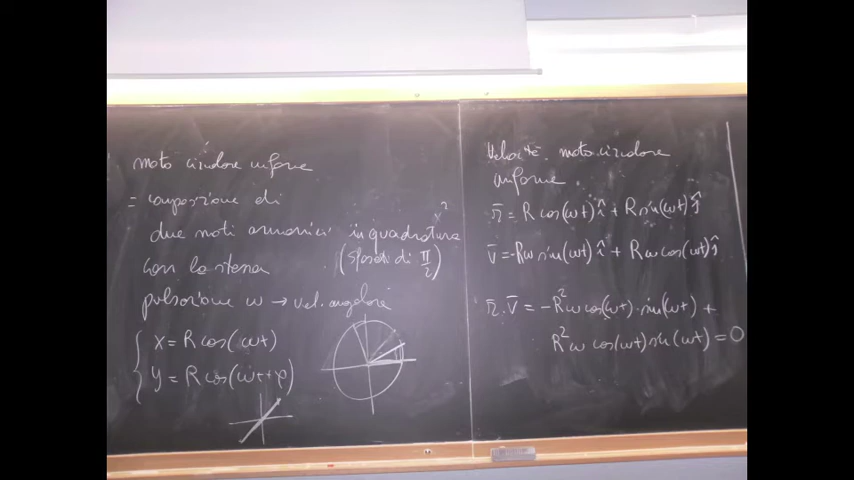 moto circolare uniforme
= composizione di
due moti armonici in quadratura
con la stessa (sfasati di π/2)
pulsazione ω → vel. angolare
x = R cos(ωt)
y = R cos(ωt+φ)
Velocità moto circolare
uniforme
r̄ = R cos(ωt) î + R sin(ωt) ĵ
v̄ = -Rω sin(ωt) î + Rω cos(ωt) ĵ
r̄ · v̄ = -R²ω cos(ωt) · sin(ωt) +
R²ω cos(ωt) sin(ωt) = 0